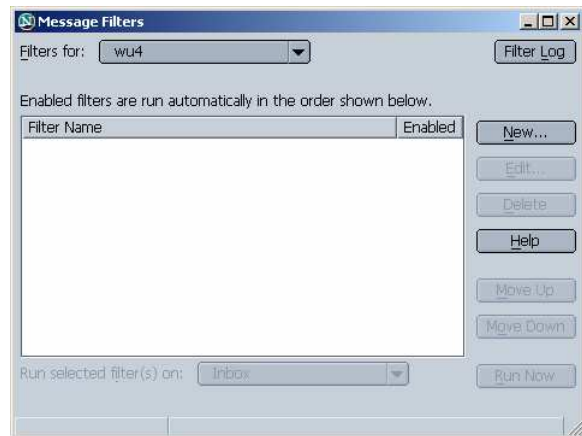 Message Filters
Filters for: wu4 Filter Log
Enabled filters are run automatically in the order shown below.
Filter Name Enabled
New...
Edit...
Delete
Help
Move Up
Move Down
Run selected filter(s) on: Inbox Run Now